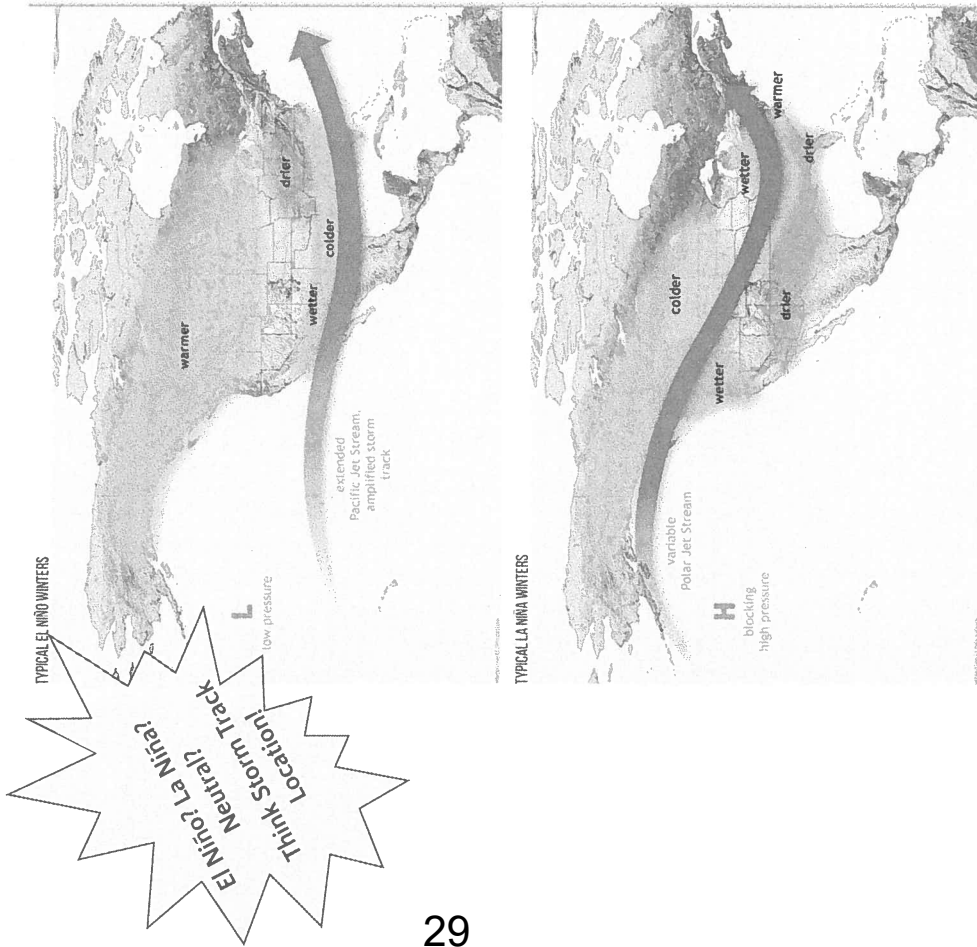 El Niño? La Niña?
Neutral?
Think Storm Track
Location!
TYPICAL EL NIÑO WINTERS
L
low pressure
extended
Pacific Jet Stream,
amplified storm
track
warmer
wetter
colder
drier
TYPICAL LA NIÑA WINTERS
H
blocking
high pressure
variable
Polar Jet Stream
wetter
colder
drier
wetter
drier
warmer
29